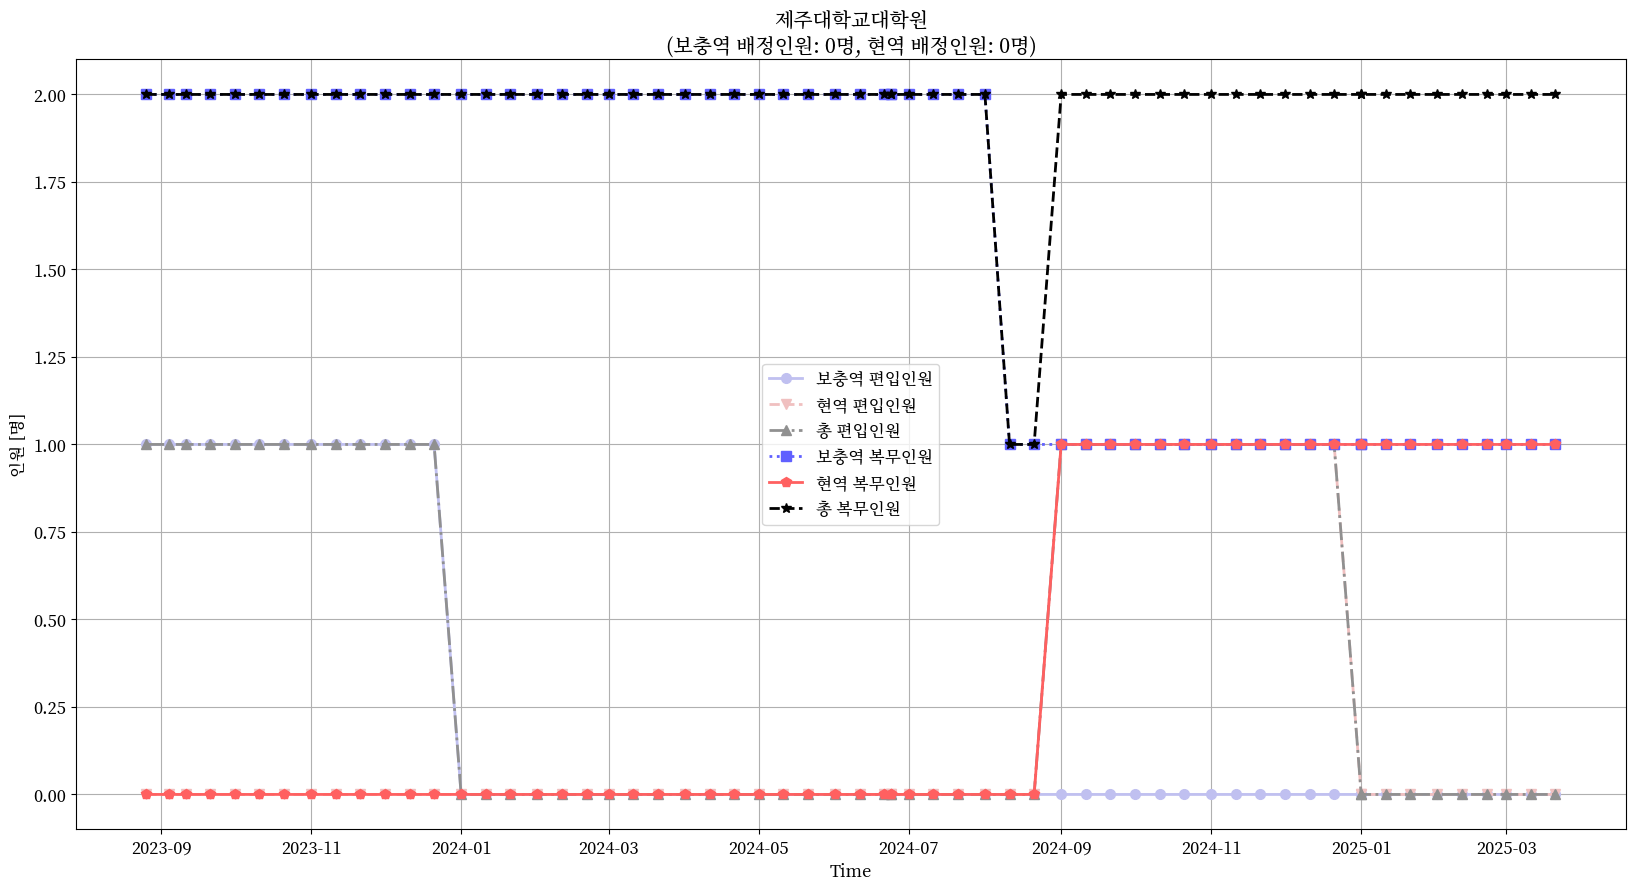 제주대학교대학원
(보충역 배정인원: 0명, 현역 배정인원: 0명)
인원 [명]
2.00
1.75
1.50
1.25
1.00
0.75
0.50
0.25
0.00
보충역 편입인원
현역 편입인원
총 편입인원
보충역 복무인원
현역 복무인원
총 복무인원
2023-09
2023-11
2024-01
2024-03
2024-05
2024-07
2024-09
2024-11
2025-01
2025-03
Time